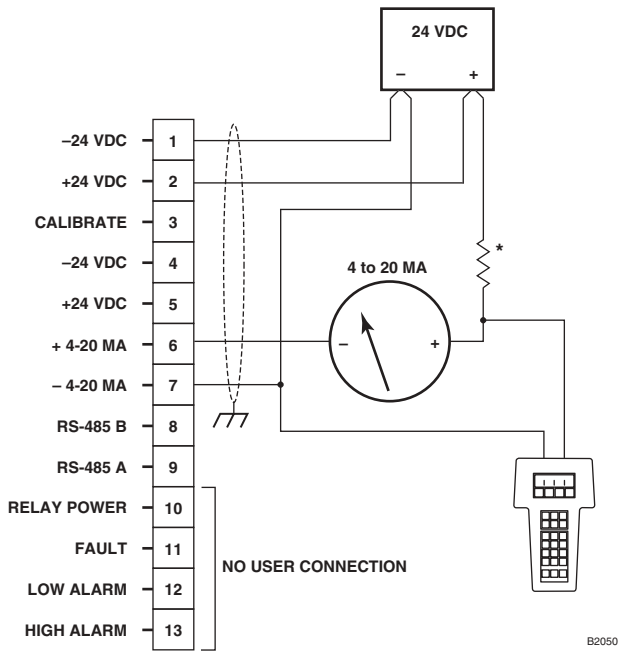 24 VDC
– +
–24 VDC – 1
+24 VDC – 2
CALIBRATE – 3
–24 VDC – 4
+24 VDC – 5
+ 4-20 MA – 6
– 4-20 MA – 7
RS-485 B – 8
RS-485 A – 9
RELAY POWER – 10
FAULT – 11
LOW ALARM – 12
HIGH ALARM – 13
*
4 to 20 MA
– +
NO USER CONNECTION
B2050